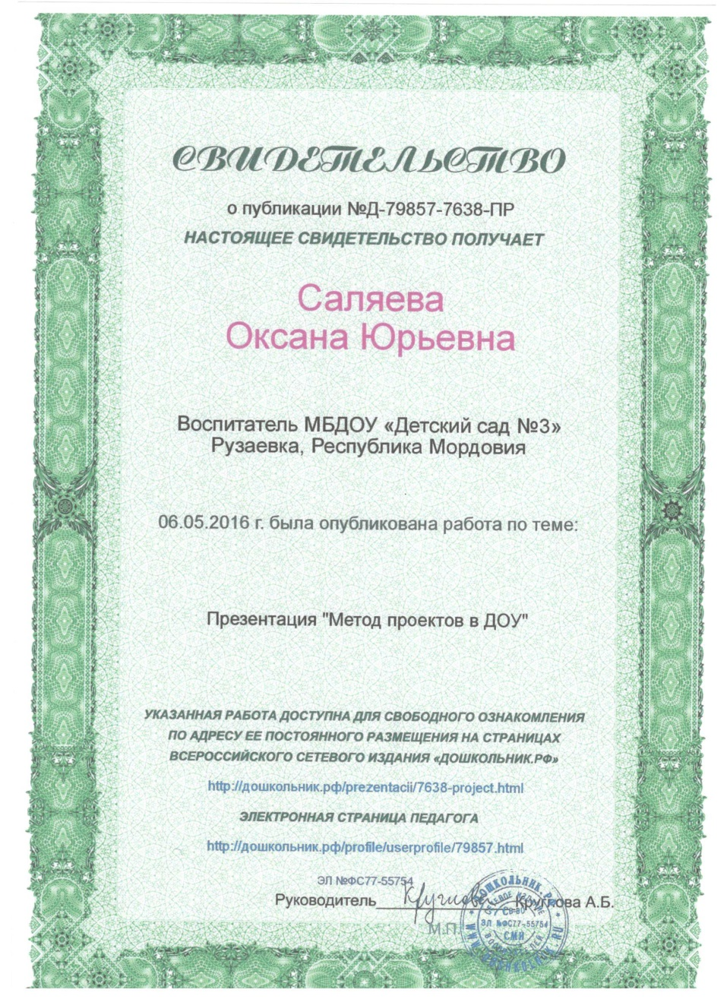 СВИДЕТЕЛЬСТВО
о публикации №Д-79857-7638-ПР
НАСТОЯЩЕЕ СВИДЕТЕЛЬСТВО ПОЛУЧАЕТ
Саляева
Оксана Юрьевна
Воспитатель МБДОУ «Детский сад №3»
Рузаевка, Республика Мордовия
06.05.2016 г. была опубликована работа по теме:
Презентация "Метод проектов в ДОУ"
УКАЗАННАЯ РАБОТА ДОСТУПНА ДЛЯ СВОБОДНОГО ОЗНАКОМЛЕНИЯ
ПО АДРЕСУ ЕЕ ПОСТОЯННОГО РАЗМЕЩЕНИЯ НА СТРАНИЦАХ
ВСЕРОССИЙСКОГО СЕТЕВОГО ИЗДАНИЯ «ДОШКОЛЬНИК.РФ»
http://дошкольник.рф/prezentacii/7638-project.html
ЭЛЕКТРОННАЯ СТРАНИЦА ПЕДАГОГА
http://дошкольник.рф/profile/userprofile/79857.html
ЭЛ №ФС77-55754
Руководитель Круглова А.Б.
М.П.
ДОШКОЛЬНИК.РФ
СЕТЕВОЕ ИЗДАНИЕ
ЭЛ №ФС77-55754
СМИ